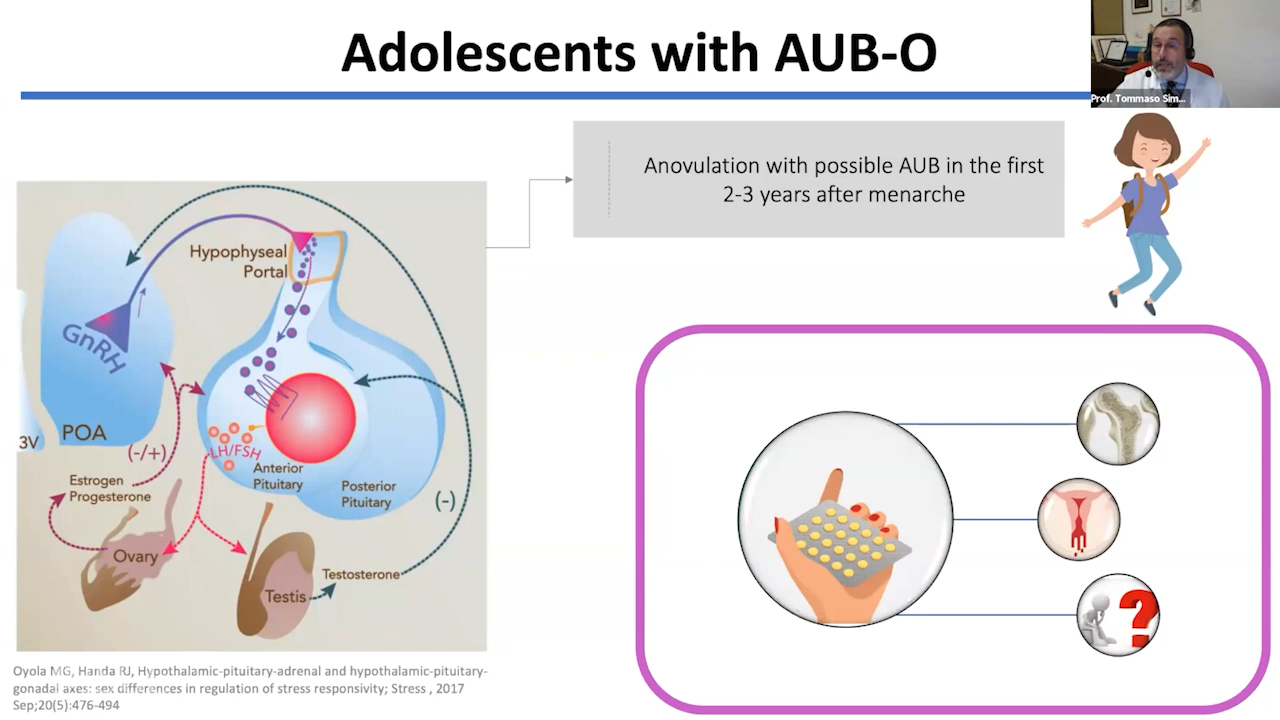 Adolescents with AUB-O
Prof. Tommaso Sim...
Anovulation with possible AUB in the first
2-3 years after menarche
Hypophyseal
Portal
GnRH
POA
3V
(-/+)
LH/FSH
Anterior
Pituitary
Posterior
Pituitary
(-)
Estrogen
Progesterone
Ovary
Testis
Testosterone
?
Oyola MG, Handa RJ, Hypothalamic-pituitary-adrenal and hypothalamic-pituitary-
gonadal axes: sex differences in regulation of stress responsivity; Stress , 2017
Sep;20(5):476-494